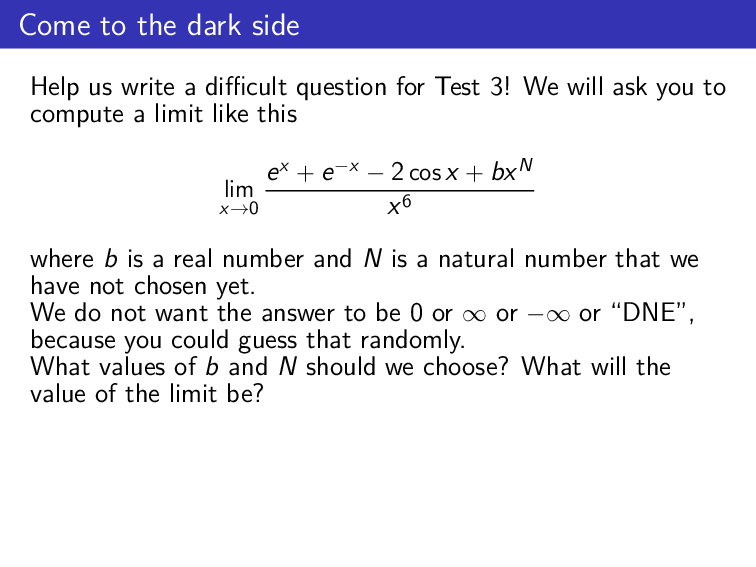 Come to the dark side
Help us write a difficult question for Test 3! We will ask you to
compute a limit like this
lim_{x→0} \frac{e^x + e^{−x} − 2 cos x + bx^N}{x^6}
where b is a real number and N is a natural number that we
have not chosen yet.
We do not want the answer to be 0 or ∞ or −∞ or “DNE”,
because you could guess that randomly.
What values of b and N should we choose? What will the
value of the limit be?